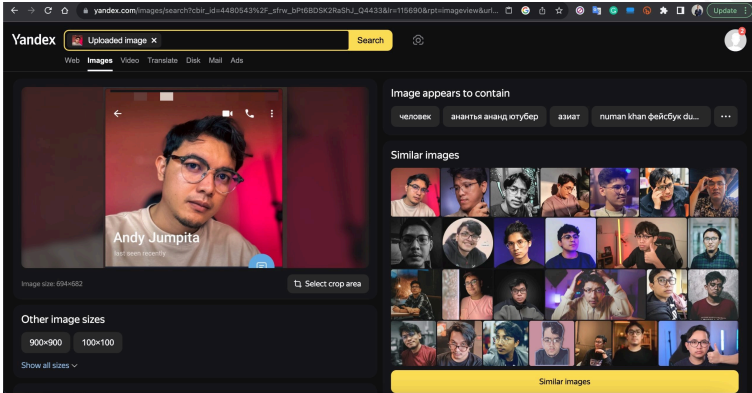 yandex.com/images/search?cbir_id=4480543%2F_sfrw_bPt6BDSK2RaShJ_Q4433&lr=115690&rpt=imageview&url...
Update
Yandex
Uploaded image ×
Search
2
Web Images Video Translate Disk Mail Ads
Andy Jumpita
last seen recently
Image size: 694×682
Select crop area
Other image sizes
900×900
100×100
Show all sizes
Image appears to contain
человек
анантья ананд ютубер
азиат
numan khan фейсбук du...
Similar images
Similar images